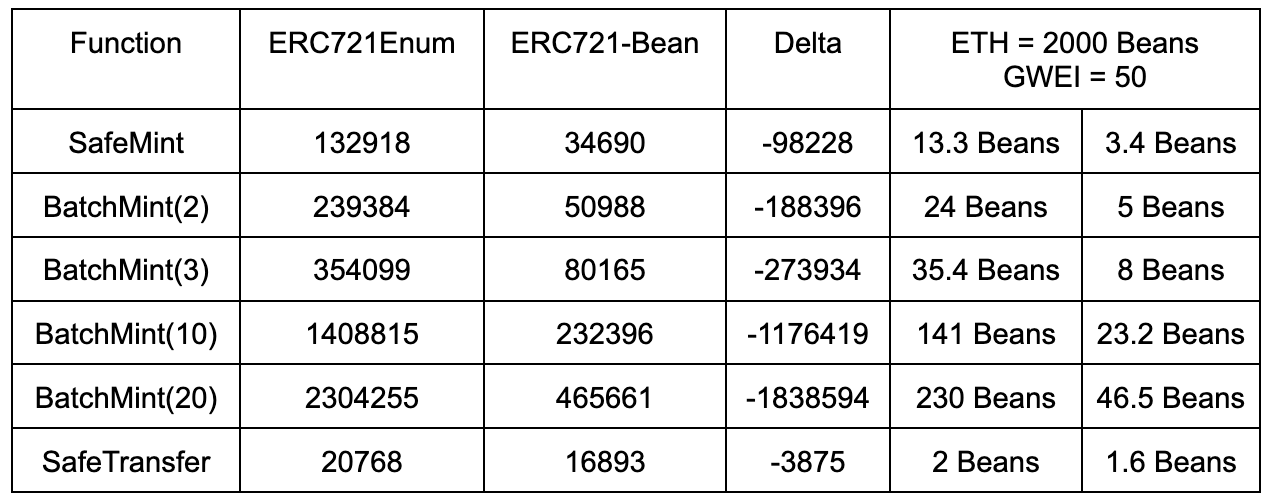 Function ERC721Enum ERC721-Bean Delta ETH = 2000 Beans
GWEI = 50
SafeMint 132918 34690 -98228 13.3 Beans 3.4 Beans
BatchMint(2) 239384 50988 -188396 24 Beans 5 Beans
BatchMint(3) 354099 80165 -273934 35.4 Beans 8 Beans
BatchMint(10) 1408815 232396 -1176419 141 Beans 23.2 Beans
BatchMint(20) 2304255 465661 -1838594 230 Beans 46.5 Beans
SafeTransfer 20768 16893 -3875 2 Beans 1.6 Beans